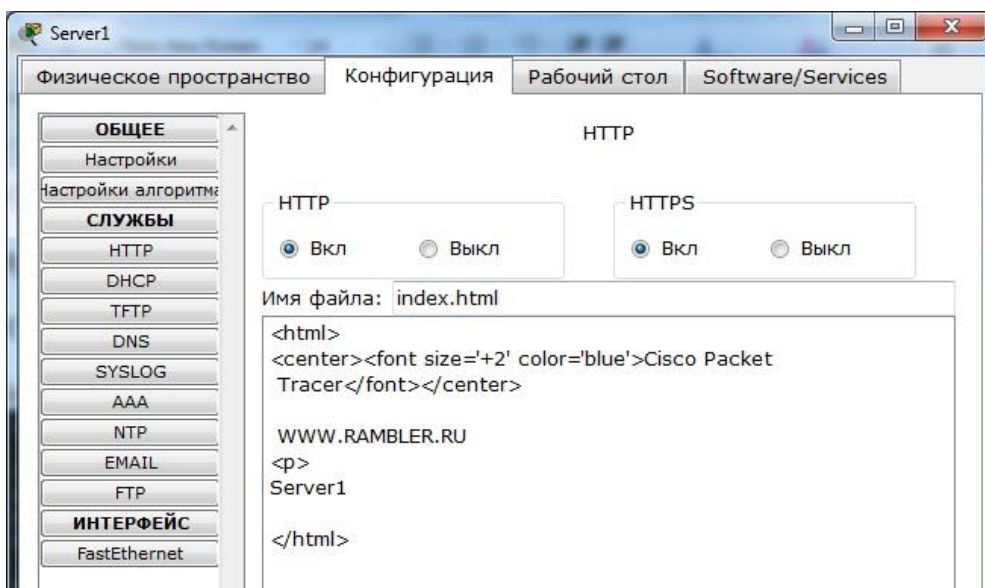 Server1
Физическое пространство Конфигурация Рабочий стол Software/Services
ОБЩЕЕ
Настройки
Настройки алгоритма
СЛУЖБЫ
HTTP
DHCP
TFTP
DNS
SYSLOG
AAA
NTP
EMAIL
FTP
ИНТЕРФЕЙС
FastEthernet
HTTP
HTTP
Вкл Выкл
HTTPS
Вкл Выкл
Имя файла: index.html
<html>
<center><font size='+2' color='blue'>Cisco Packet
Tracer</font></center>
WWW.RAMBLER.RU
<p>
Server1
</html>